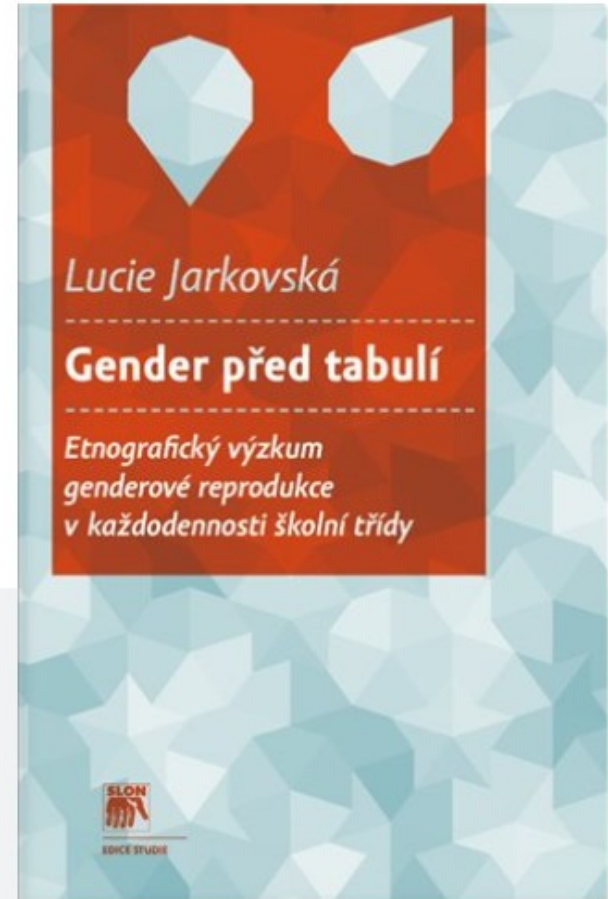 Lucie Jarkovská
Gender před tabulí
Etnografický výzkum
genderové reprodukce
v každodennosti školní třídy
SLON
EDICE STUDIE